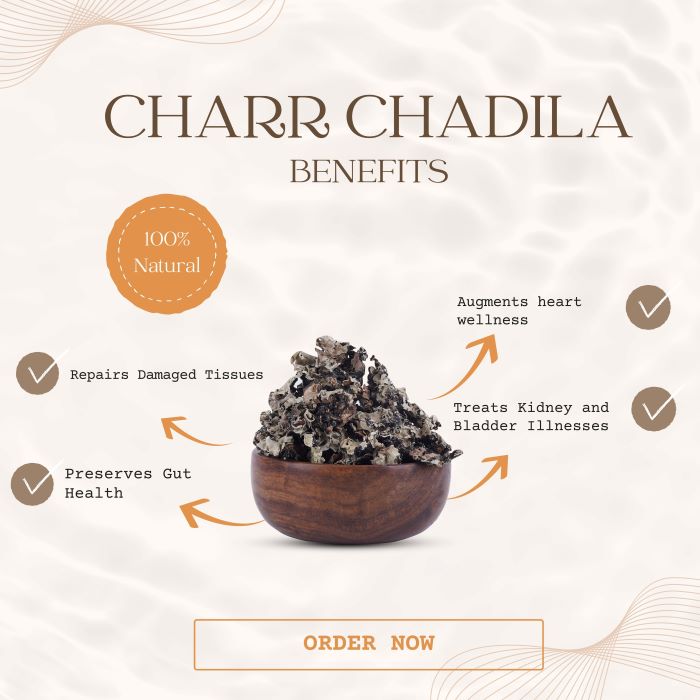 CHARR CHADILA
BENEFITS
100%
Natural
Augments heart
wellness
Repairs Damaged Tissues
Treats Kidney and
Bladder Illnesses
Preserves Gut
Health
ORDER NOW